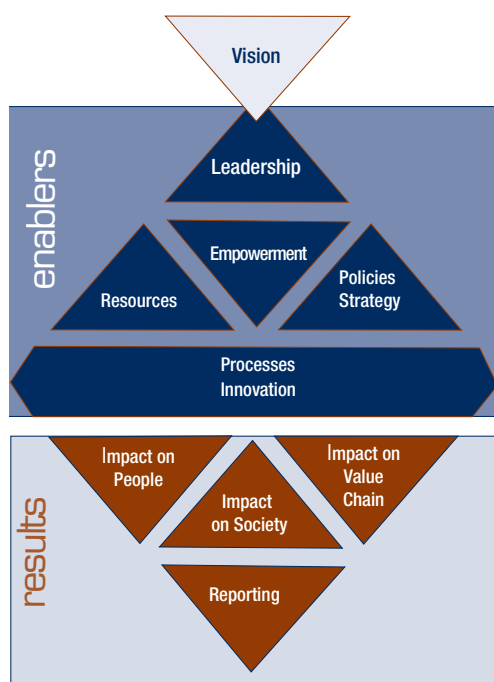 Vision
enablers
Leadership
Empowerment
Resources
Policies
Strategy
Processes
Innovation
results
Impact on
People
Impact
on Society
Impact on
Value
Chain
Reporting